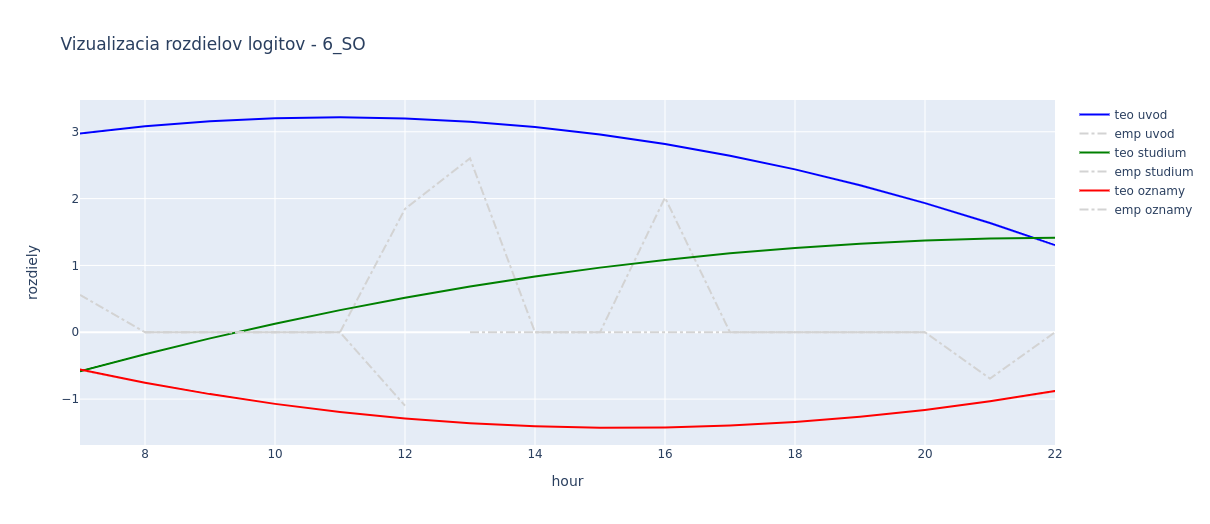 Vizualizacia rozdielov logitov - 6_SO
rozdiely
3
2
1
0
−1
8
10
12
14
16
18
20
22
hour
teo uvod
emp uvod
teo studium
emp studium
teo oznamy
emp oznamy